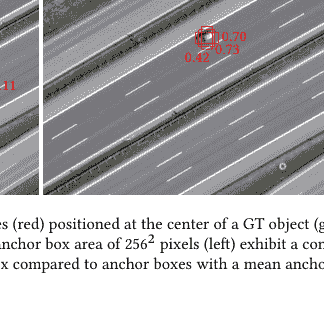 0.70
0.73
0.42
11
es (red) positioned at the center of a GT object (g
nchor box area of 256² pixels (left) exhibit a con
x compared to anchor boxes with a mean ancho